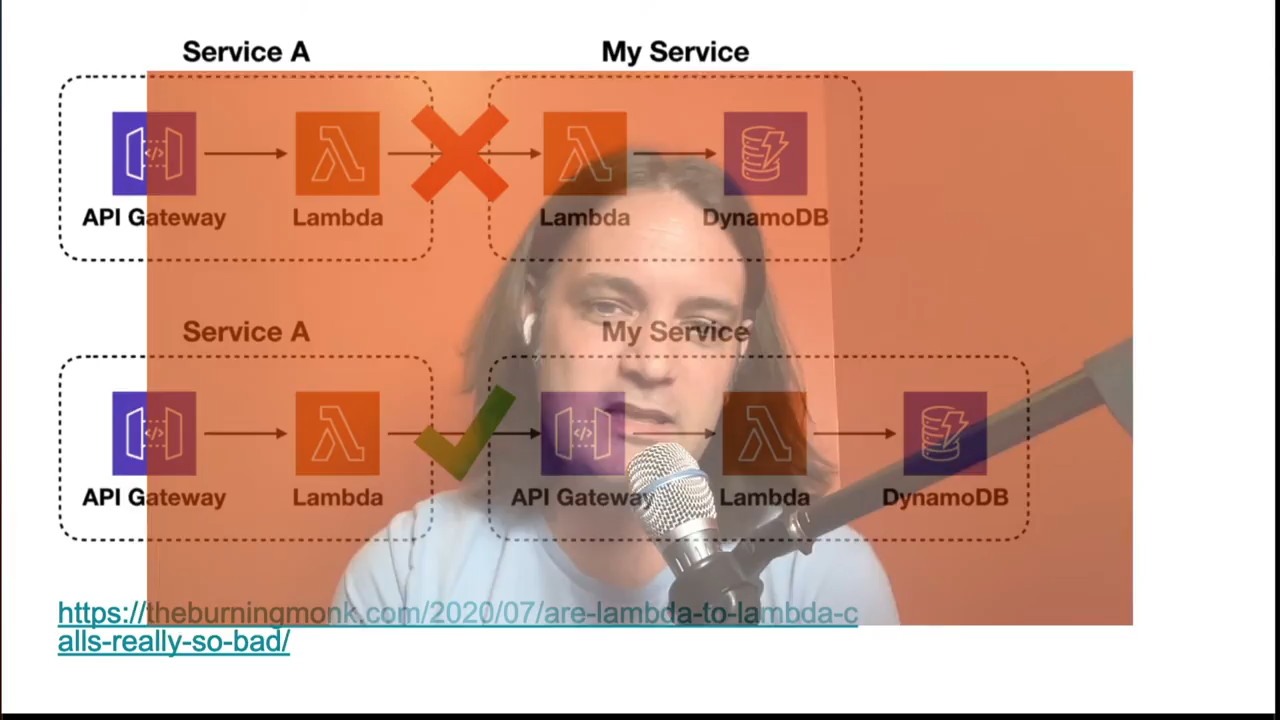 Service A
My Service
API Gateway
Lambda
Lambda
DynamoDB
Service A
My Service
API Gateway
Lambda
API Gateway
Lambda
DynamoDB
https://theburningmonk.com/2020/07/are-lambda-to-lambda-c
alls-really-so-bad/